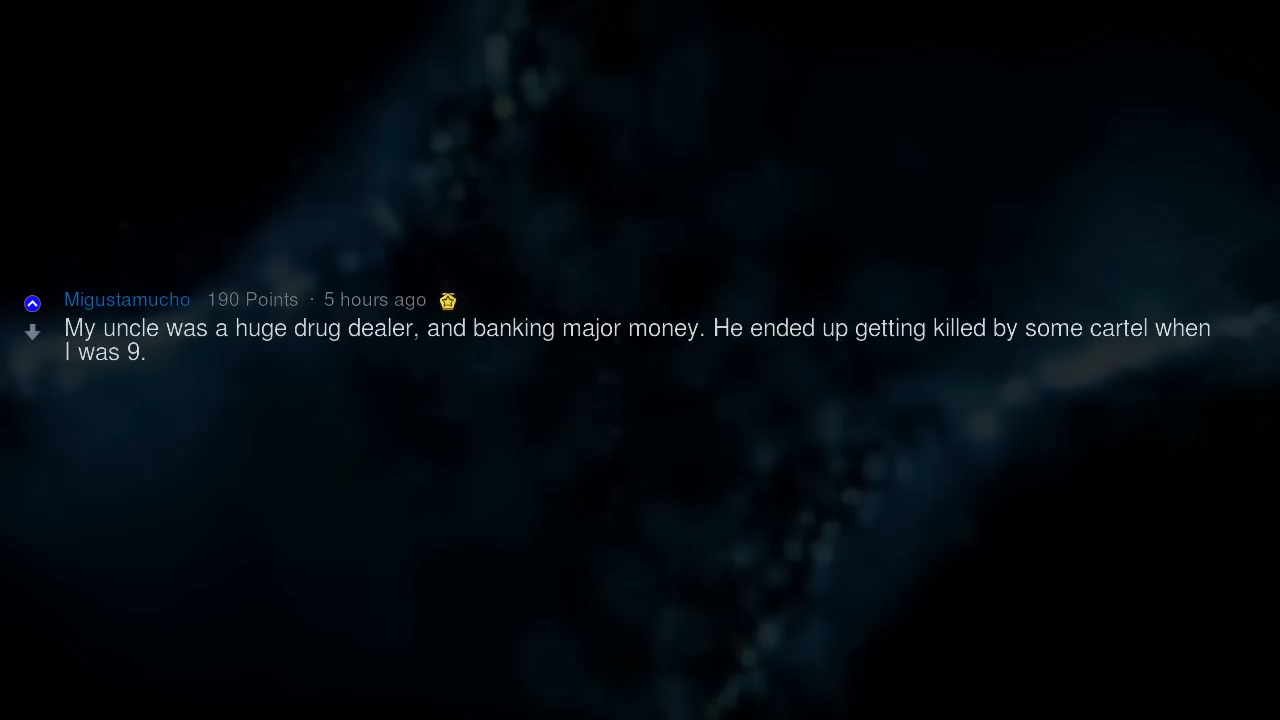 Migustamucho 190 Points · 5 hours ago
My uncle was a huge drug dealer, and banking major money. He ended up getting killed by some cartel when
I was 9.